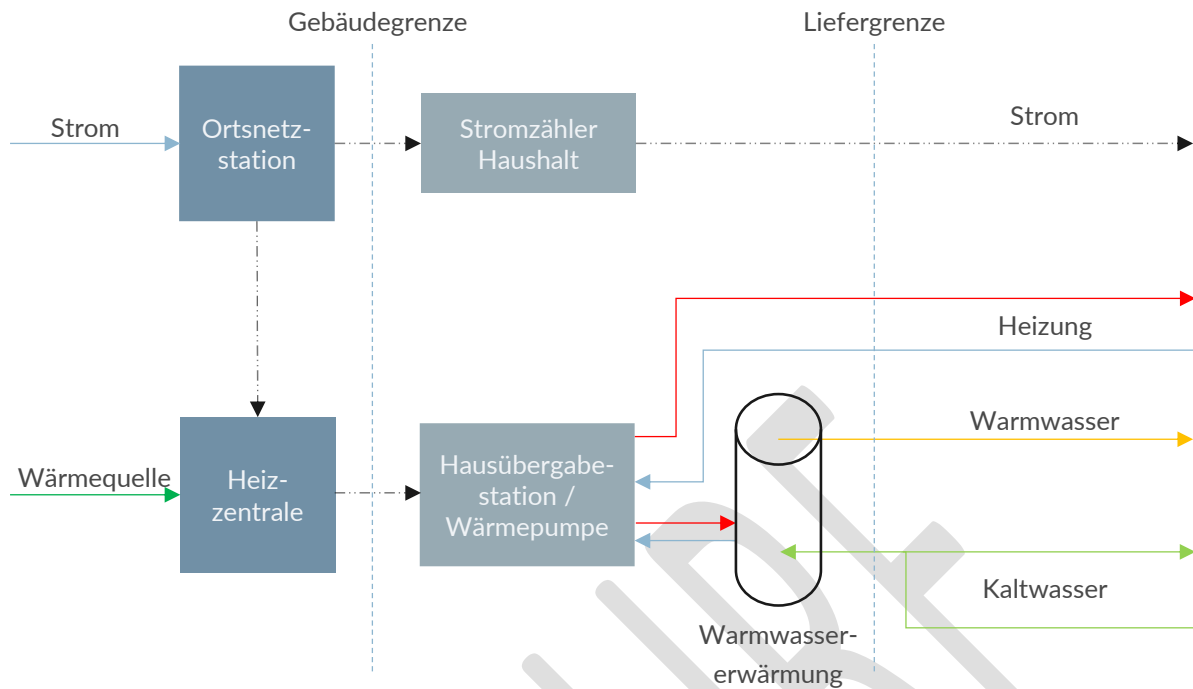 Gebäudegrenze
Liefergrenze
Strom
Ortsnetz-
station
Stromzähler
Haushalt
Strom
Heizung
Warmwasser
Wärmequelle
Heiz-
zentrale
Hausübergabe-
station /
Wärmepumpe
Kaltwasser
Warmwasser-
erwärmung